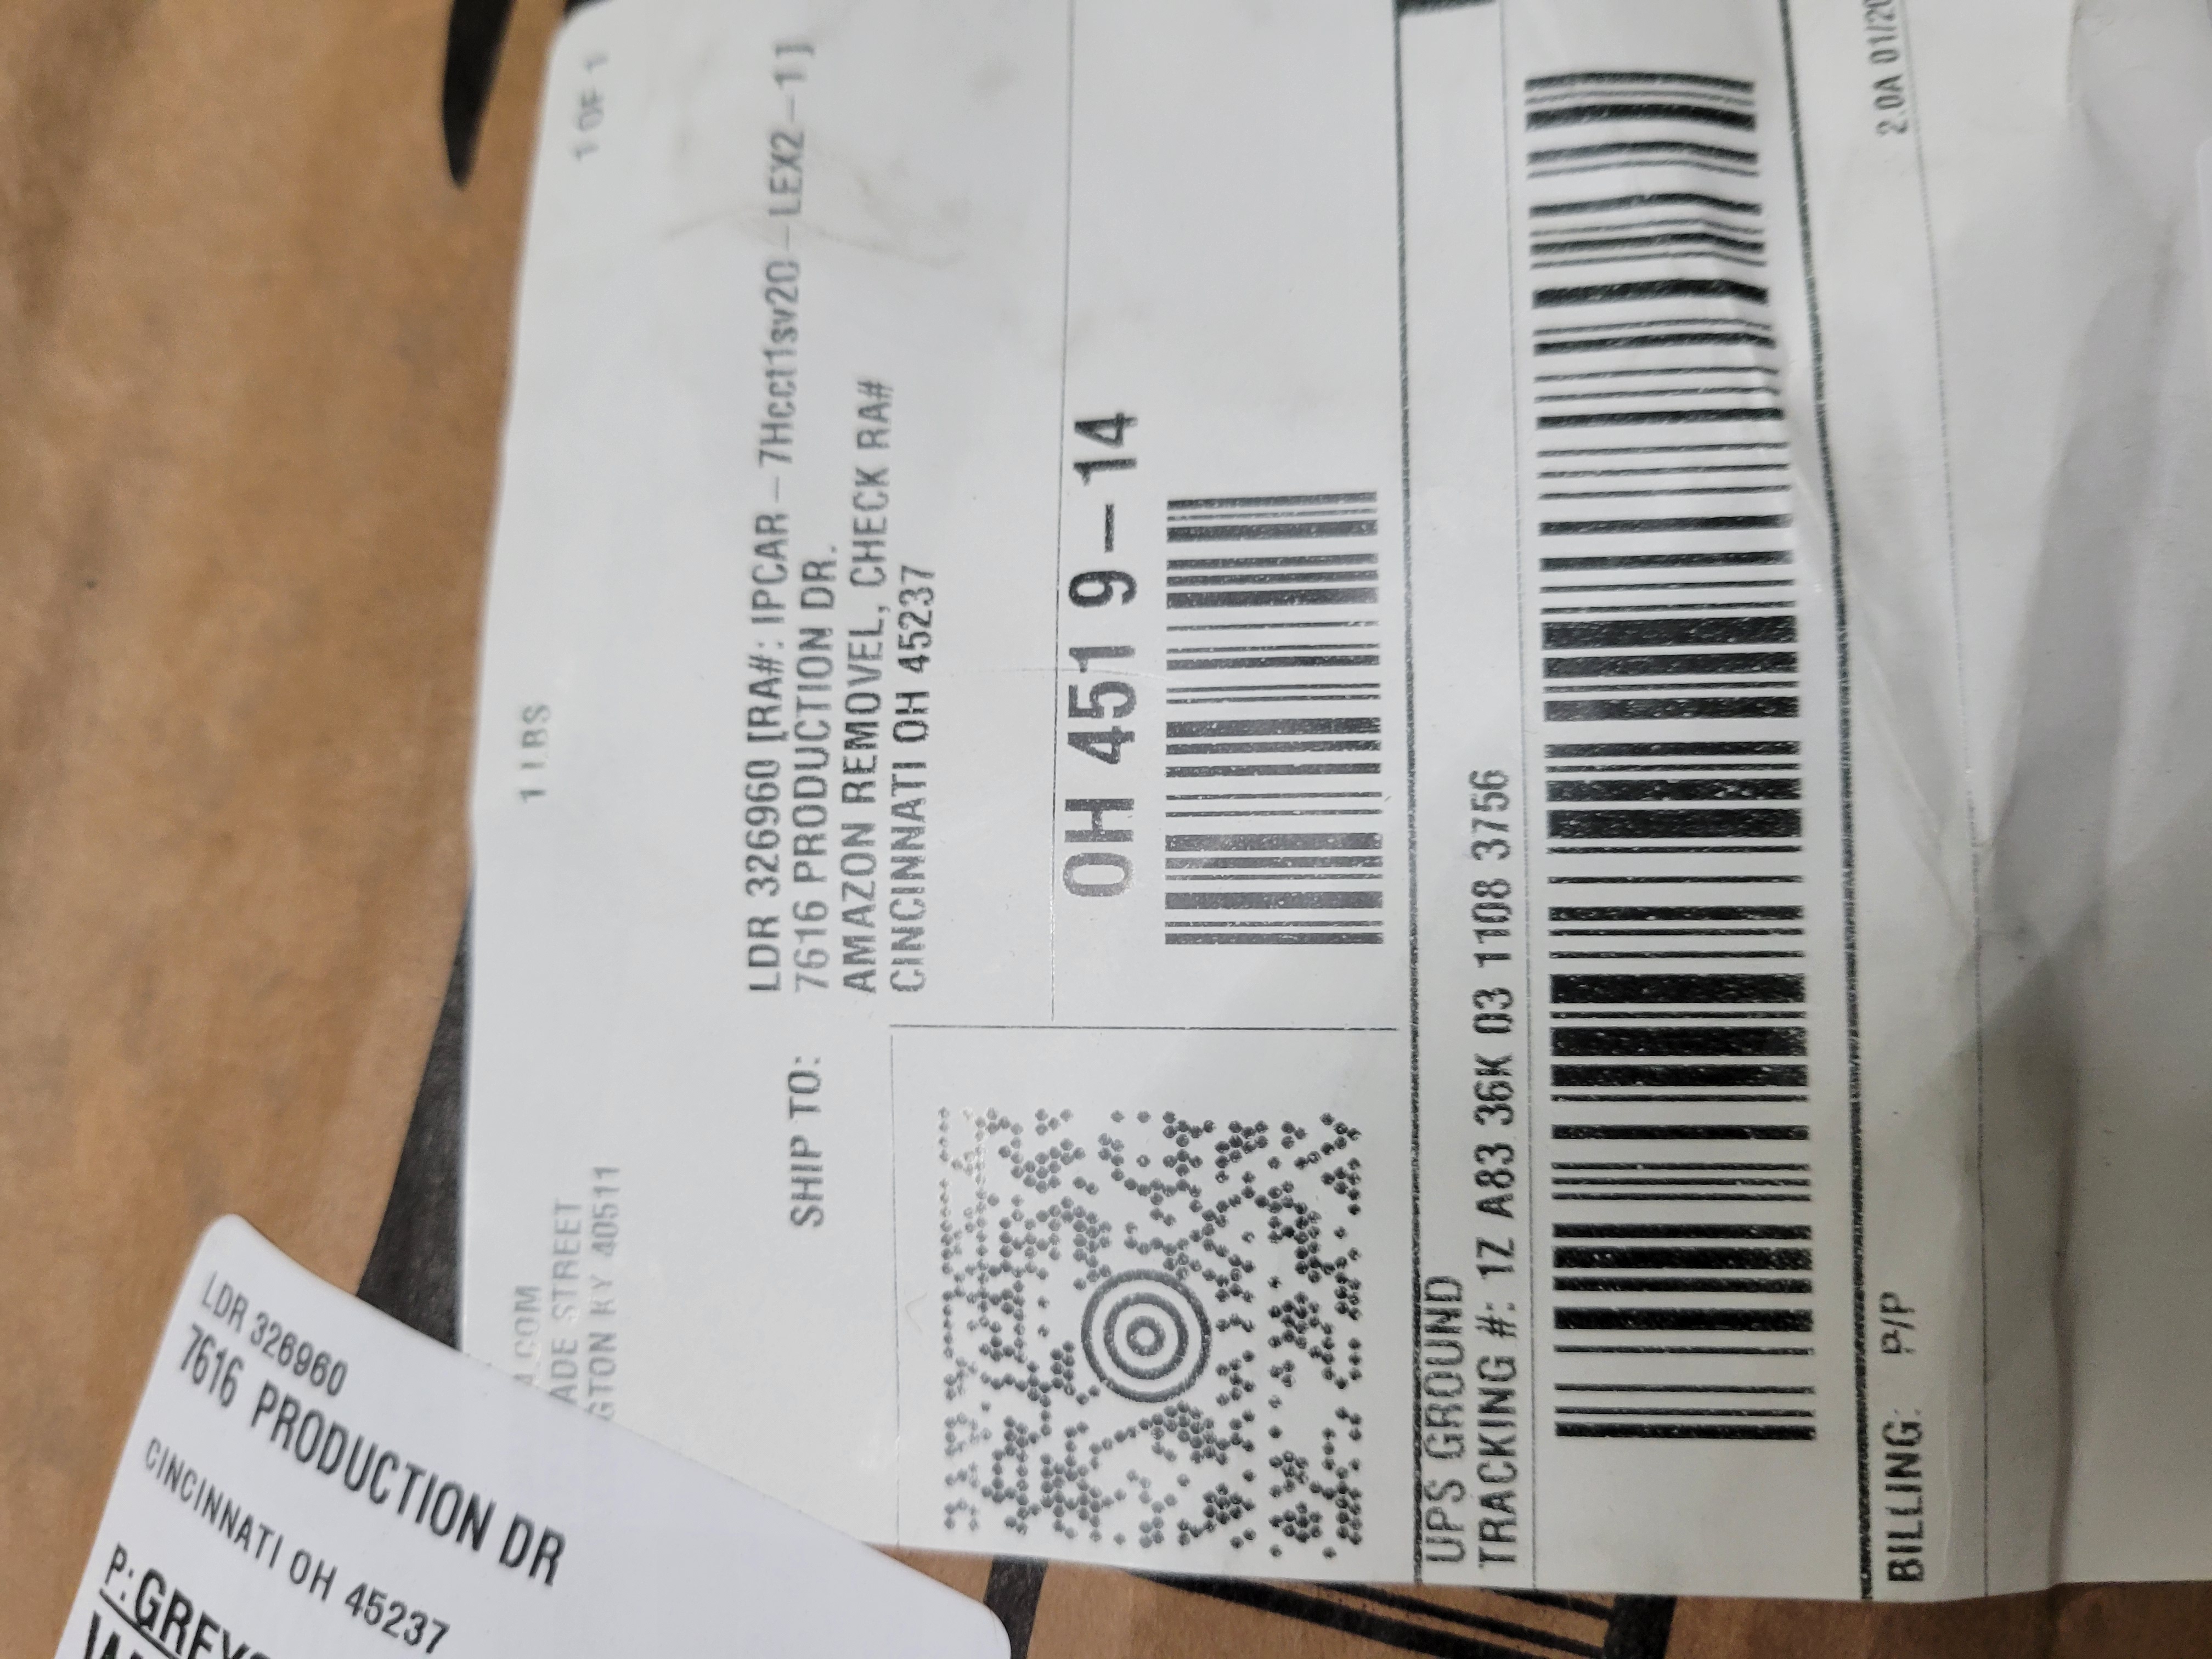 1 LBS
1 OF 1
ADE STREET
GTON KY 40511
SHIP TO:
LDR 326960 [RA#: IPCAR-7Hcct1sv20-LEX2-1]
7616 PRODUCTION DR.
AMAZON REMOVEL, CHECK RA#
CINCINNATI OH 45237
OH 451 9-14
UPS GROUND
TRACKING #: 1Z A83 36K 03 1108 3756
BILLING: P/P
2.0A 01/20
LDR 326960
7616 PRODUCTION DR
CINCINNATI OH 45237
P:GREY